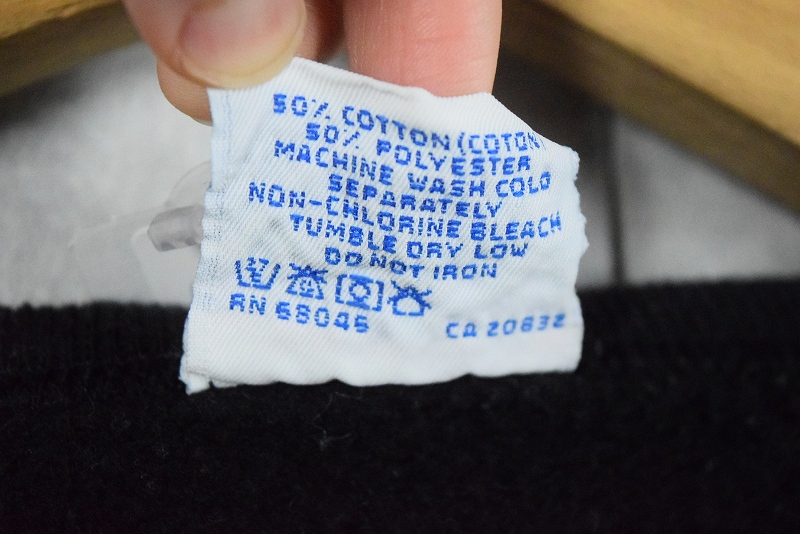 50% COTTON (COTON)
50% POLYESTER
MACHINE WASH COLD
SEPARATELY
NON-CHLORINE BLEACH
TUMBLE DRY LOW
DO NOT IRON
RN 68045 CA 20832